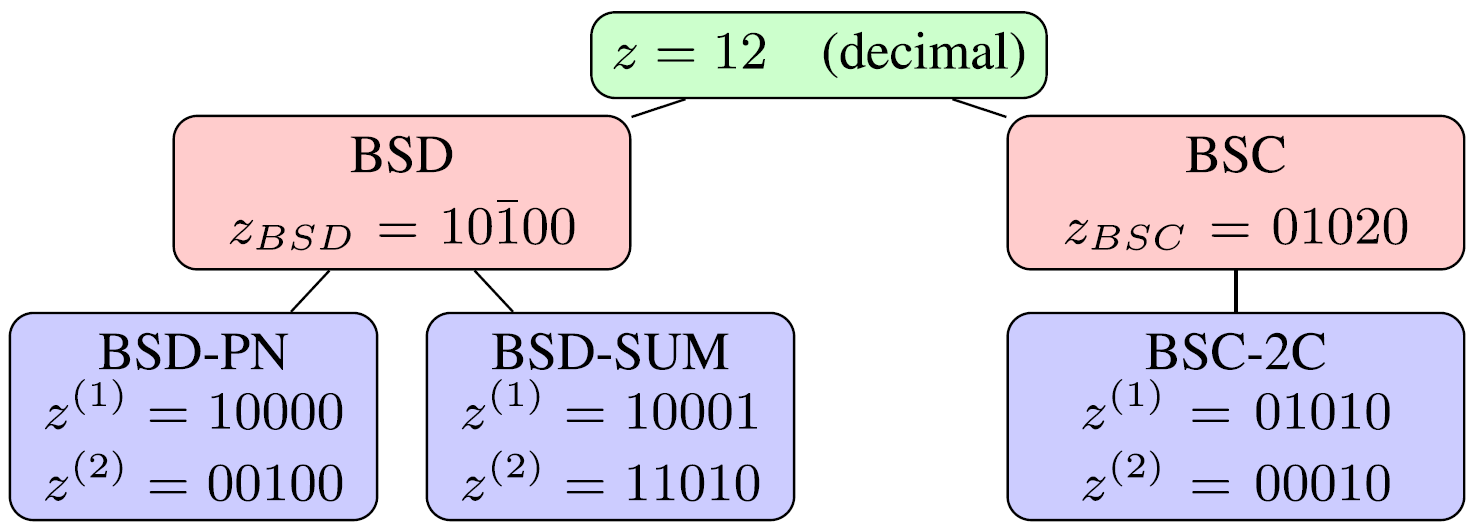 z = 12 (decimal)
BSD
z_{BSD} = 10\bar{1}00
BSC
z_{BSC} = 01020
BSD-PN
z^{(1)} = 10000
z^{(2)} = 00100
BSD-SUM
z^{(1)} = 10001
z^{(2)} = 11010
BSC-2C
z^{(1)} = 01010
z^{(2)} = 00010